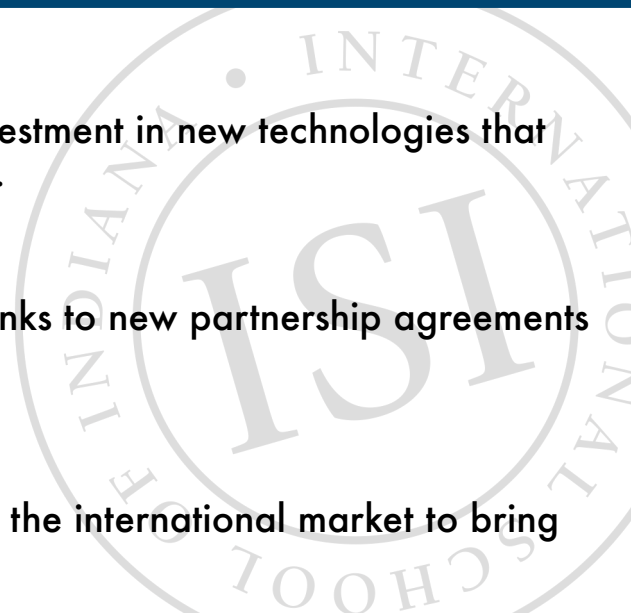 estment in new technologies that
.
nks to new partnership agreements
the international market to bring
INTERNATIONAL SCHOOL OF INDIANA •
ISI